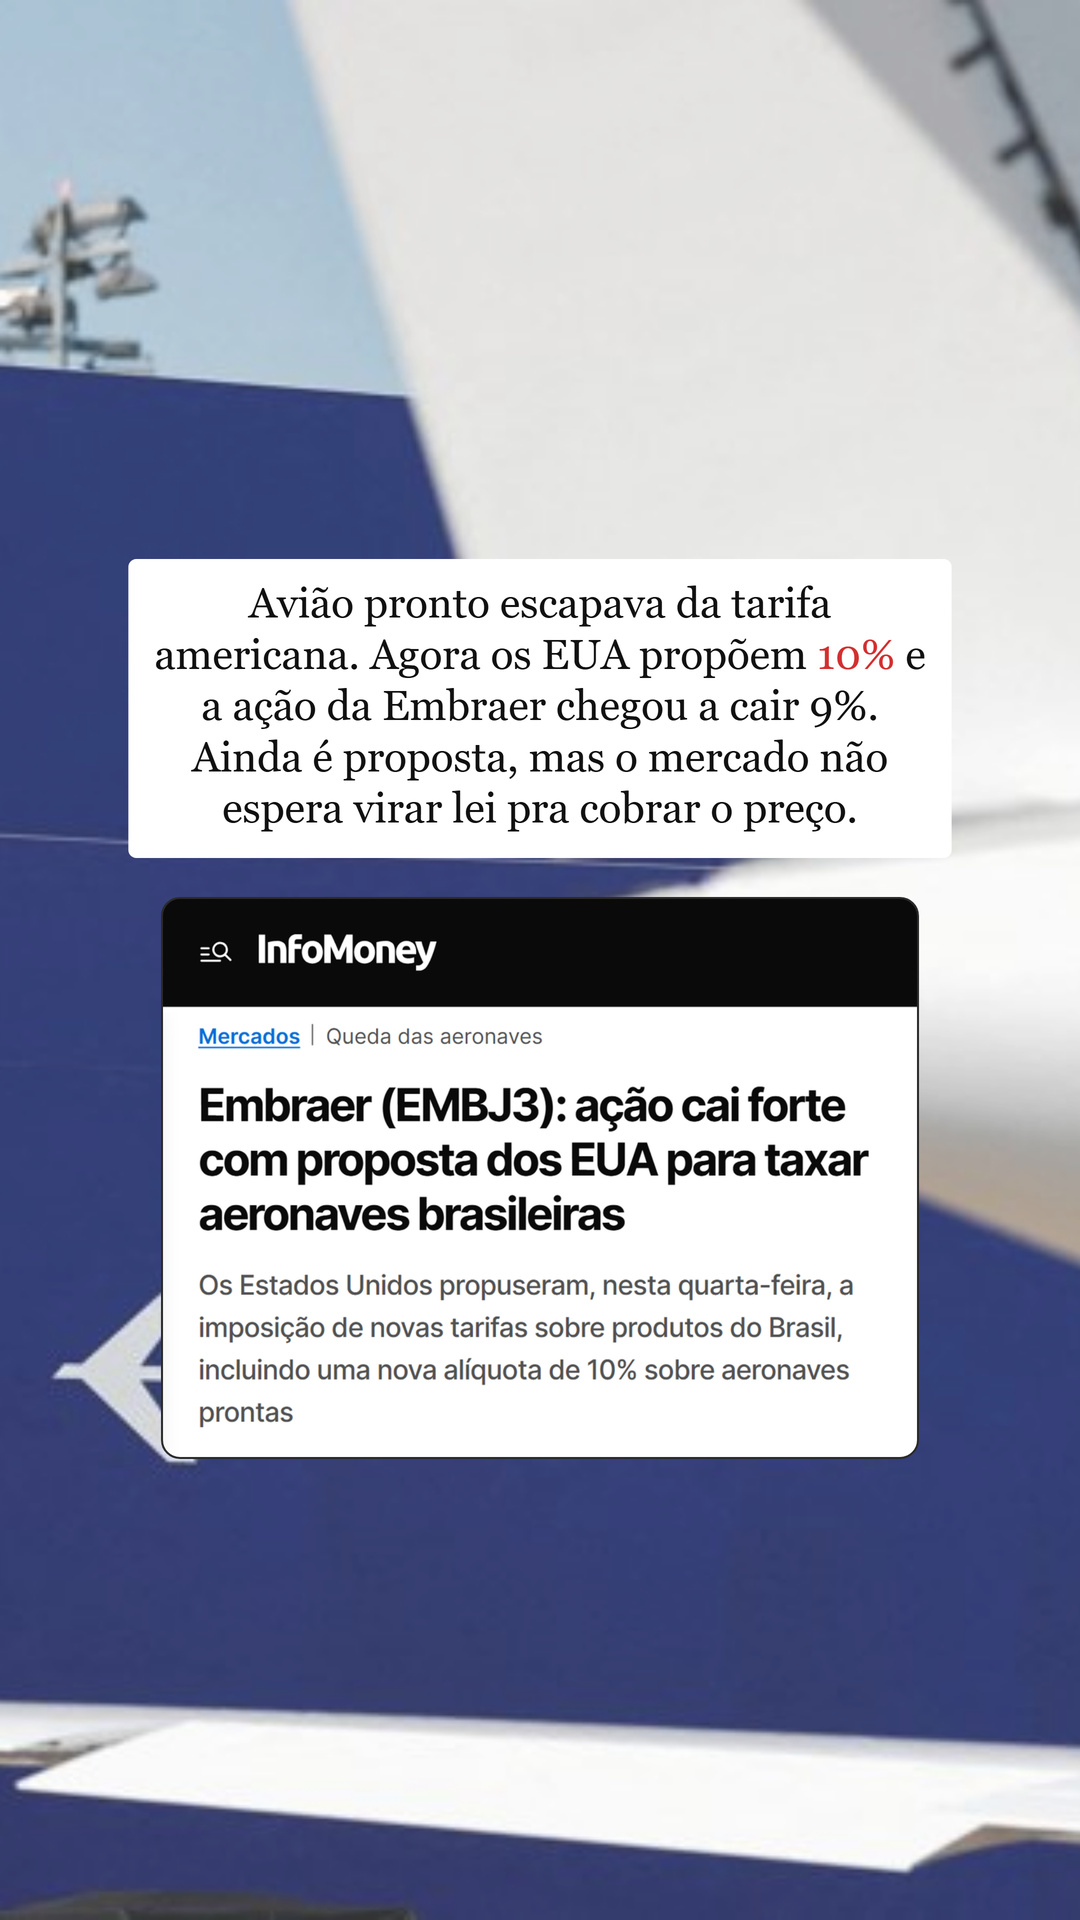 Avião pronto escapava da tarifa
americana. Agora os EUA propõem 10% e
a ação da Embraer chegou a cair 9%.
Ainda é proposta, mas o mercado não
espera virar lei pra cobrar o preço.
InfoMoney
Mercados | Queda das aeronaves
Embraer (EMBJ3): ação cai forte
com proposta dos EUA para taxar
aeronaves brasileiras
Os Estados Unidos propuseram, nesta quarta-feira, a
imposição de novas tarifas sobre produtos do Brasil,
incluindo uma nova alíquota de 10% sobre aeronaves
prontas